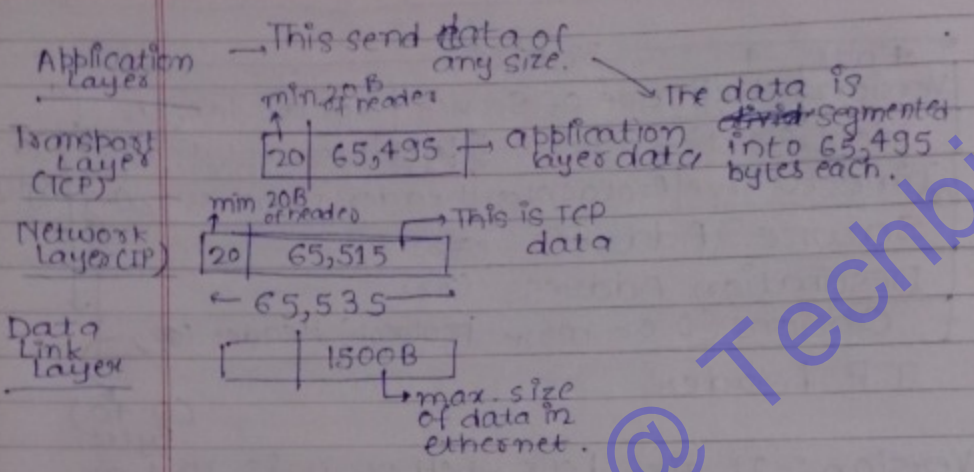 Application
Layer
→ This send data of
any size.
The data is
divid segmented
into 65,495
bytes each.
Transport
Layer
(TCP)
min 20B
of header
20 65,495 → application
layer data
Network
Layer (IP)
min 20B
of header
20 65,515
This is TCP
data
← 65,535 →
Data
Link
Layer
1500B
max. size
of data in
ethernet.
@ Techbi